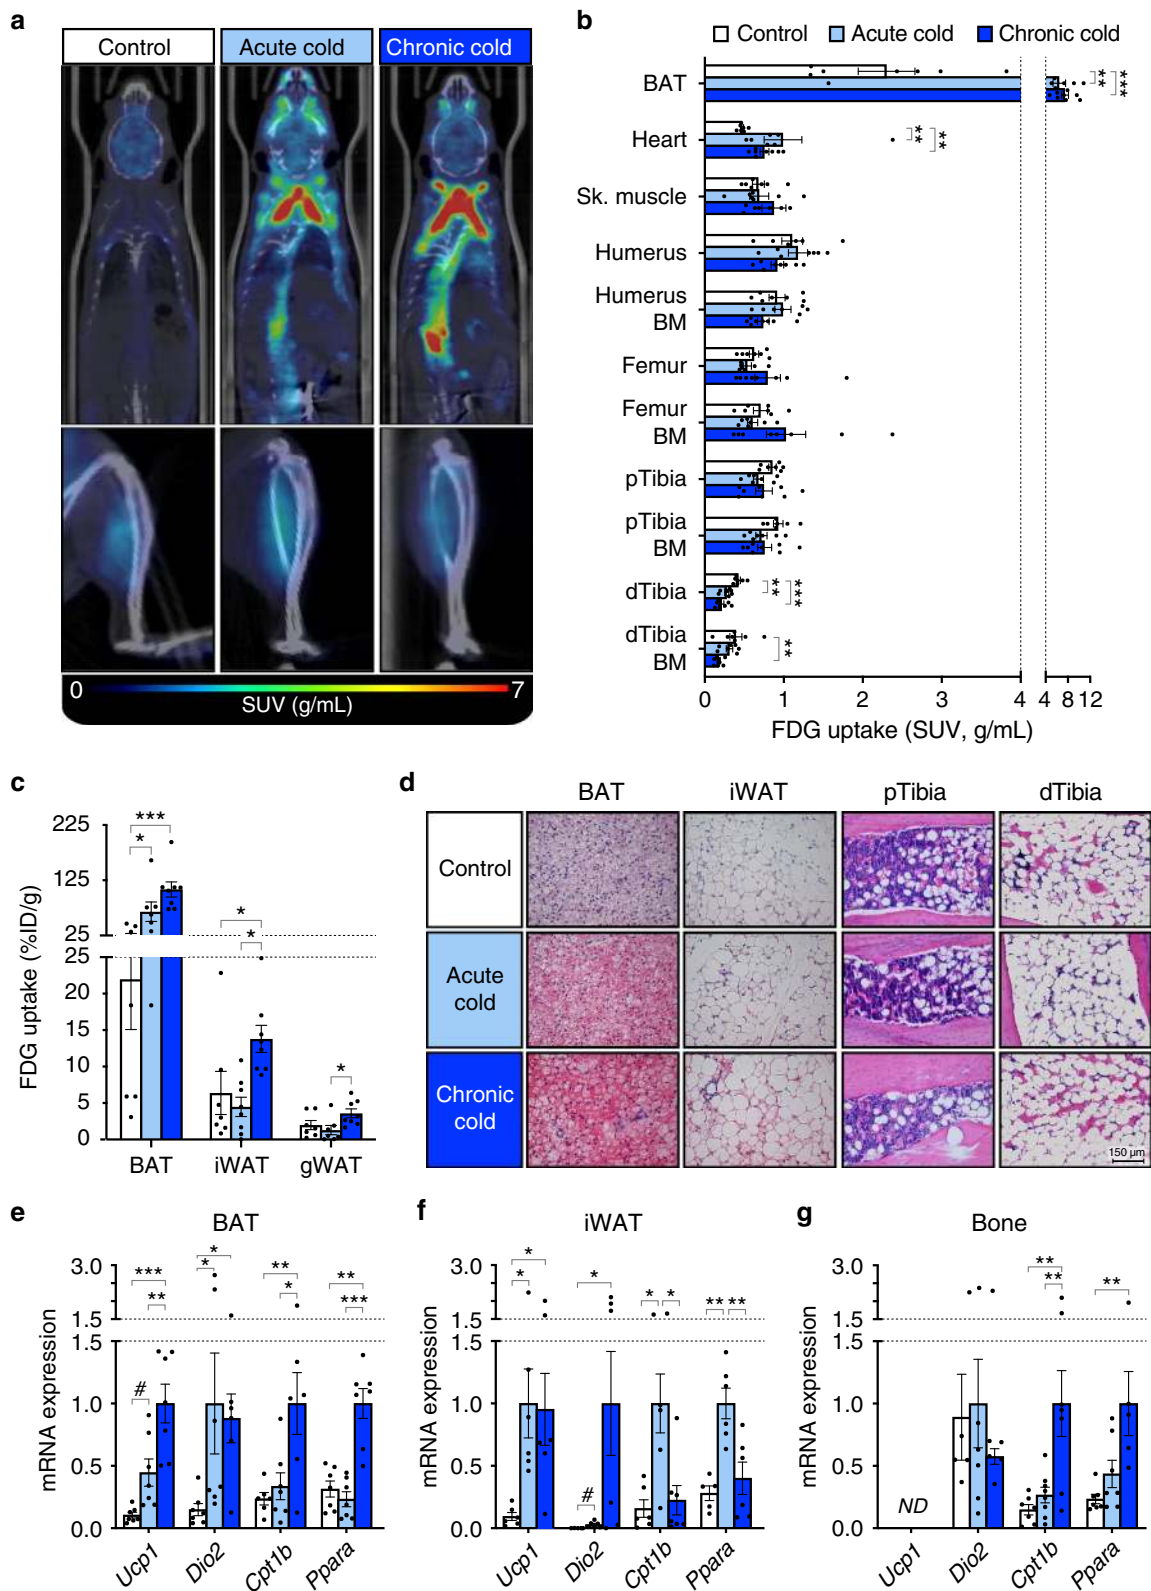 a
Control
Acute cold
Chronic cold
0
7
SUV (g/mL)
b
Control
Acute cold
Chronic cold
BAT
** ***
Heart
** **
Sk. muscle
Humerus
Humerus
BM
Femur
Femur
BM
pTibia
pTibia
BM
dTibia
** ***
dTibia
BM
**
0 1 2 3 4 4 8 12
FDG uptake (SUV, g/mL)
c
FDG uptake (%ID/g)
225
125
25
25
20
15
10
5
0
***
*
*
*
*
BAT iWAT gWAT
d
BAT iWAT pTibia dTibia
Control
Acute
cold
Chronic
cold
150 µm
e
BAT
mRNA expression
3.0
1.5
1.5
1.0
0.5
0.0
***
**
#
*
*
**
*
**
***
Ucp1 Dio2 Cpt1b Ppara
f
iWAT
mRNA expression
3.0
1.5
1.5
1.0
0.5
0.0
*
*
*
#
* *
** **
Ucp1 Dio2 Cpt1b Ppara
g
Bone
mRNA expression
3.0
1.5
1.5
1.0
0.5
0.0
ND
**
**
**
Ucp1 Dio2 Cpt1b Ppara